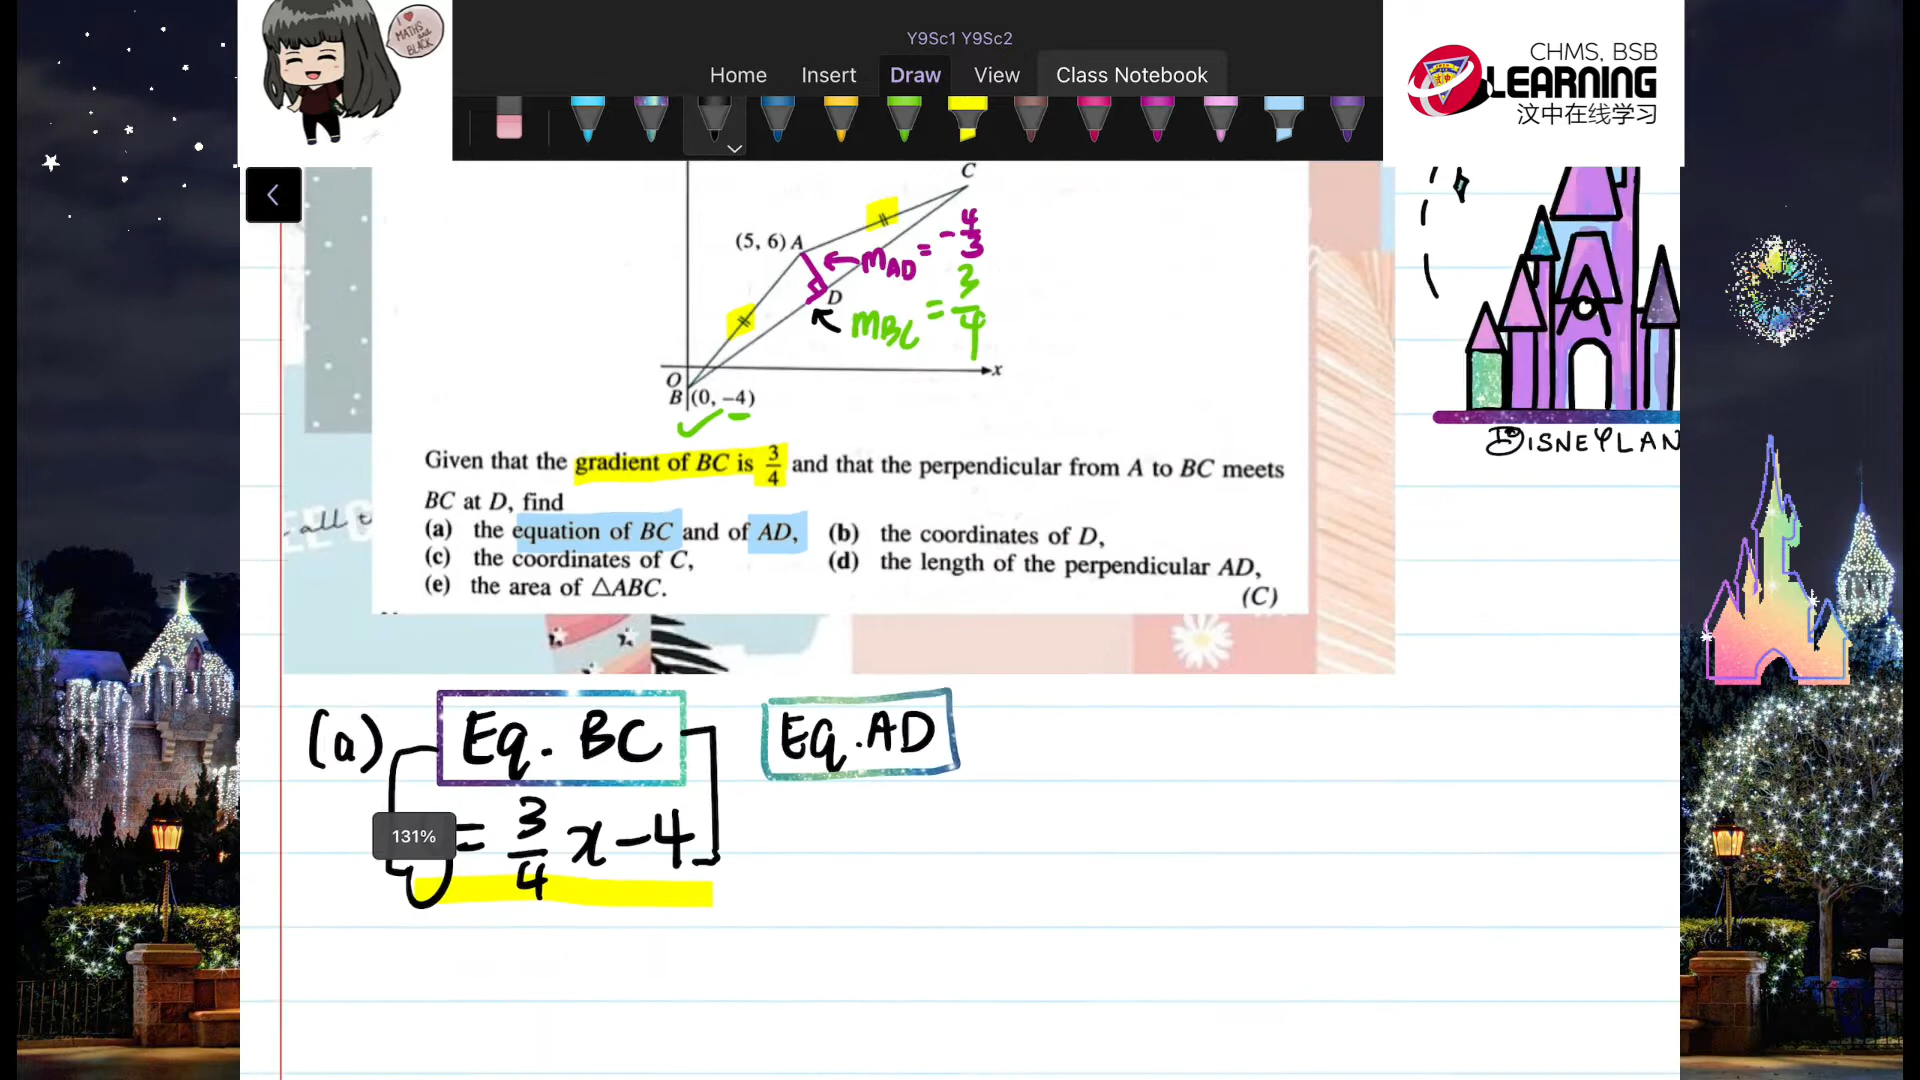 I ❤ MATHS and BLACK
Y9Sc1 Y9Sc2
Home Insert Draw View Class Notebook
CHMS, BSB
LEARNING
汶中在线学习
C
(5, 6) A
m_AD = -4/3
D
m_BC = 3/4
O
x
B (0, −4)
DISNEYLAN
Given that the gradient of BC is 3/4 and that the perpendicular from A to BC meets
BC at D, find
(a) the equation of BC and of AD, (b) the coordinates of D,
(c) the coordinates of C, (d) the length of the perpendicular AD,
(e) the area of △ABC. (C)
all
(a) Eq. BC Eq. AD
= 3/4 x - 4
131%